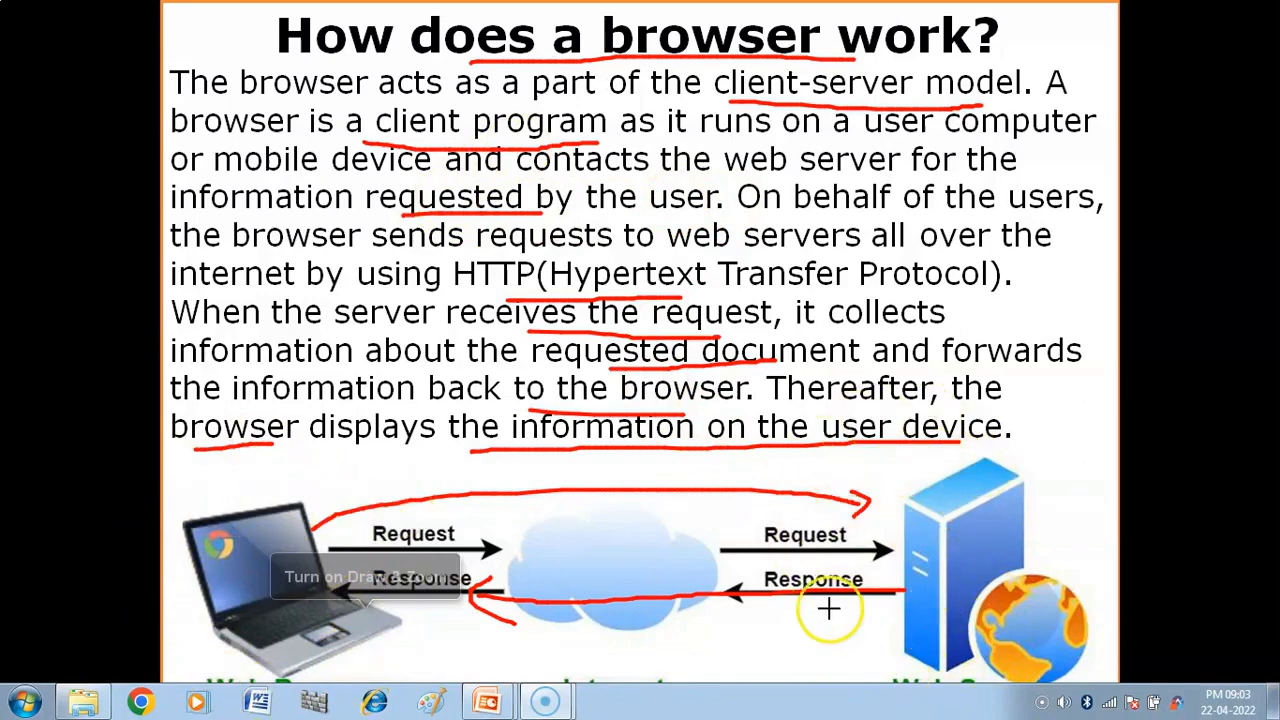 How does a browser work?
The browser acts as a part of the client-server model. A
browser is a client program as it runs on a user computer
or mobile device and contacts the web server for the
information requested by the user. On behalf of the users,
the browser sends requests to web servers all over the
internet by using HTTP(Hypertext Transfer Protocol).
When the server receives the request, it collects
information about the requested document and forwards
the information back to the browser. Thereafter, the
browser displays the information on the user device.
Request
Request
Turn on Draw
Zoom
Response
Response
PM 09:03
22-04-2022